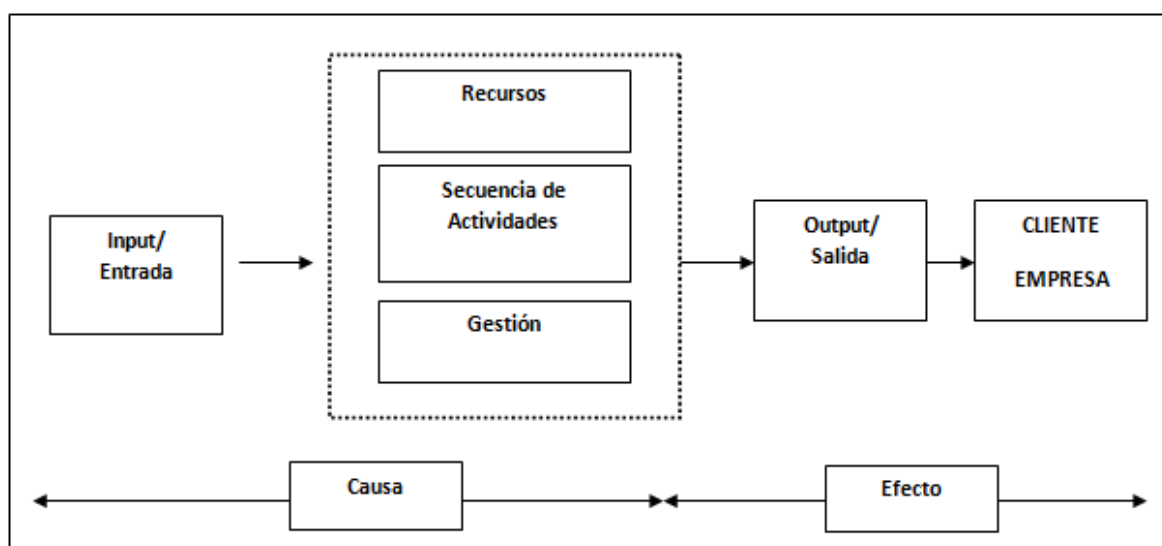 Recursos
Secuencia de
Actividades
Gestión
Input/
Entrada
Output/
Salida
CLIENTE
EMPRESA
Causa
Efecto